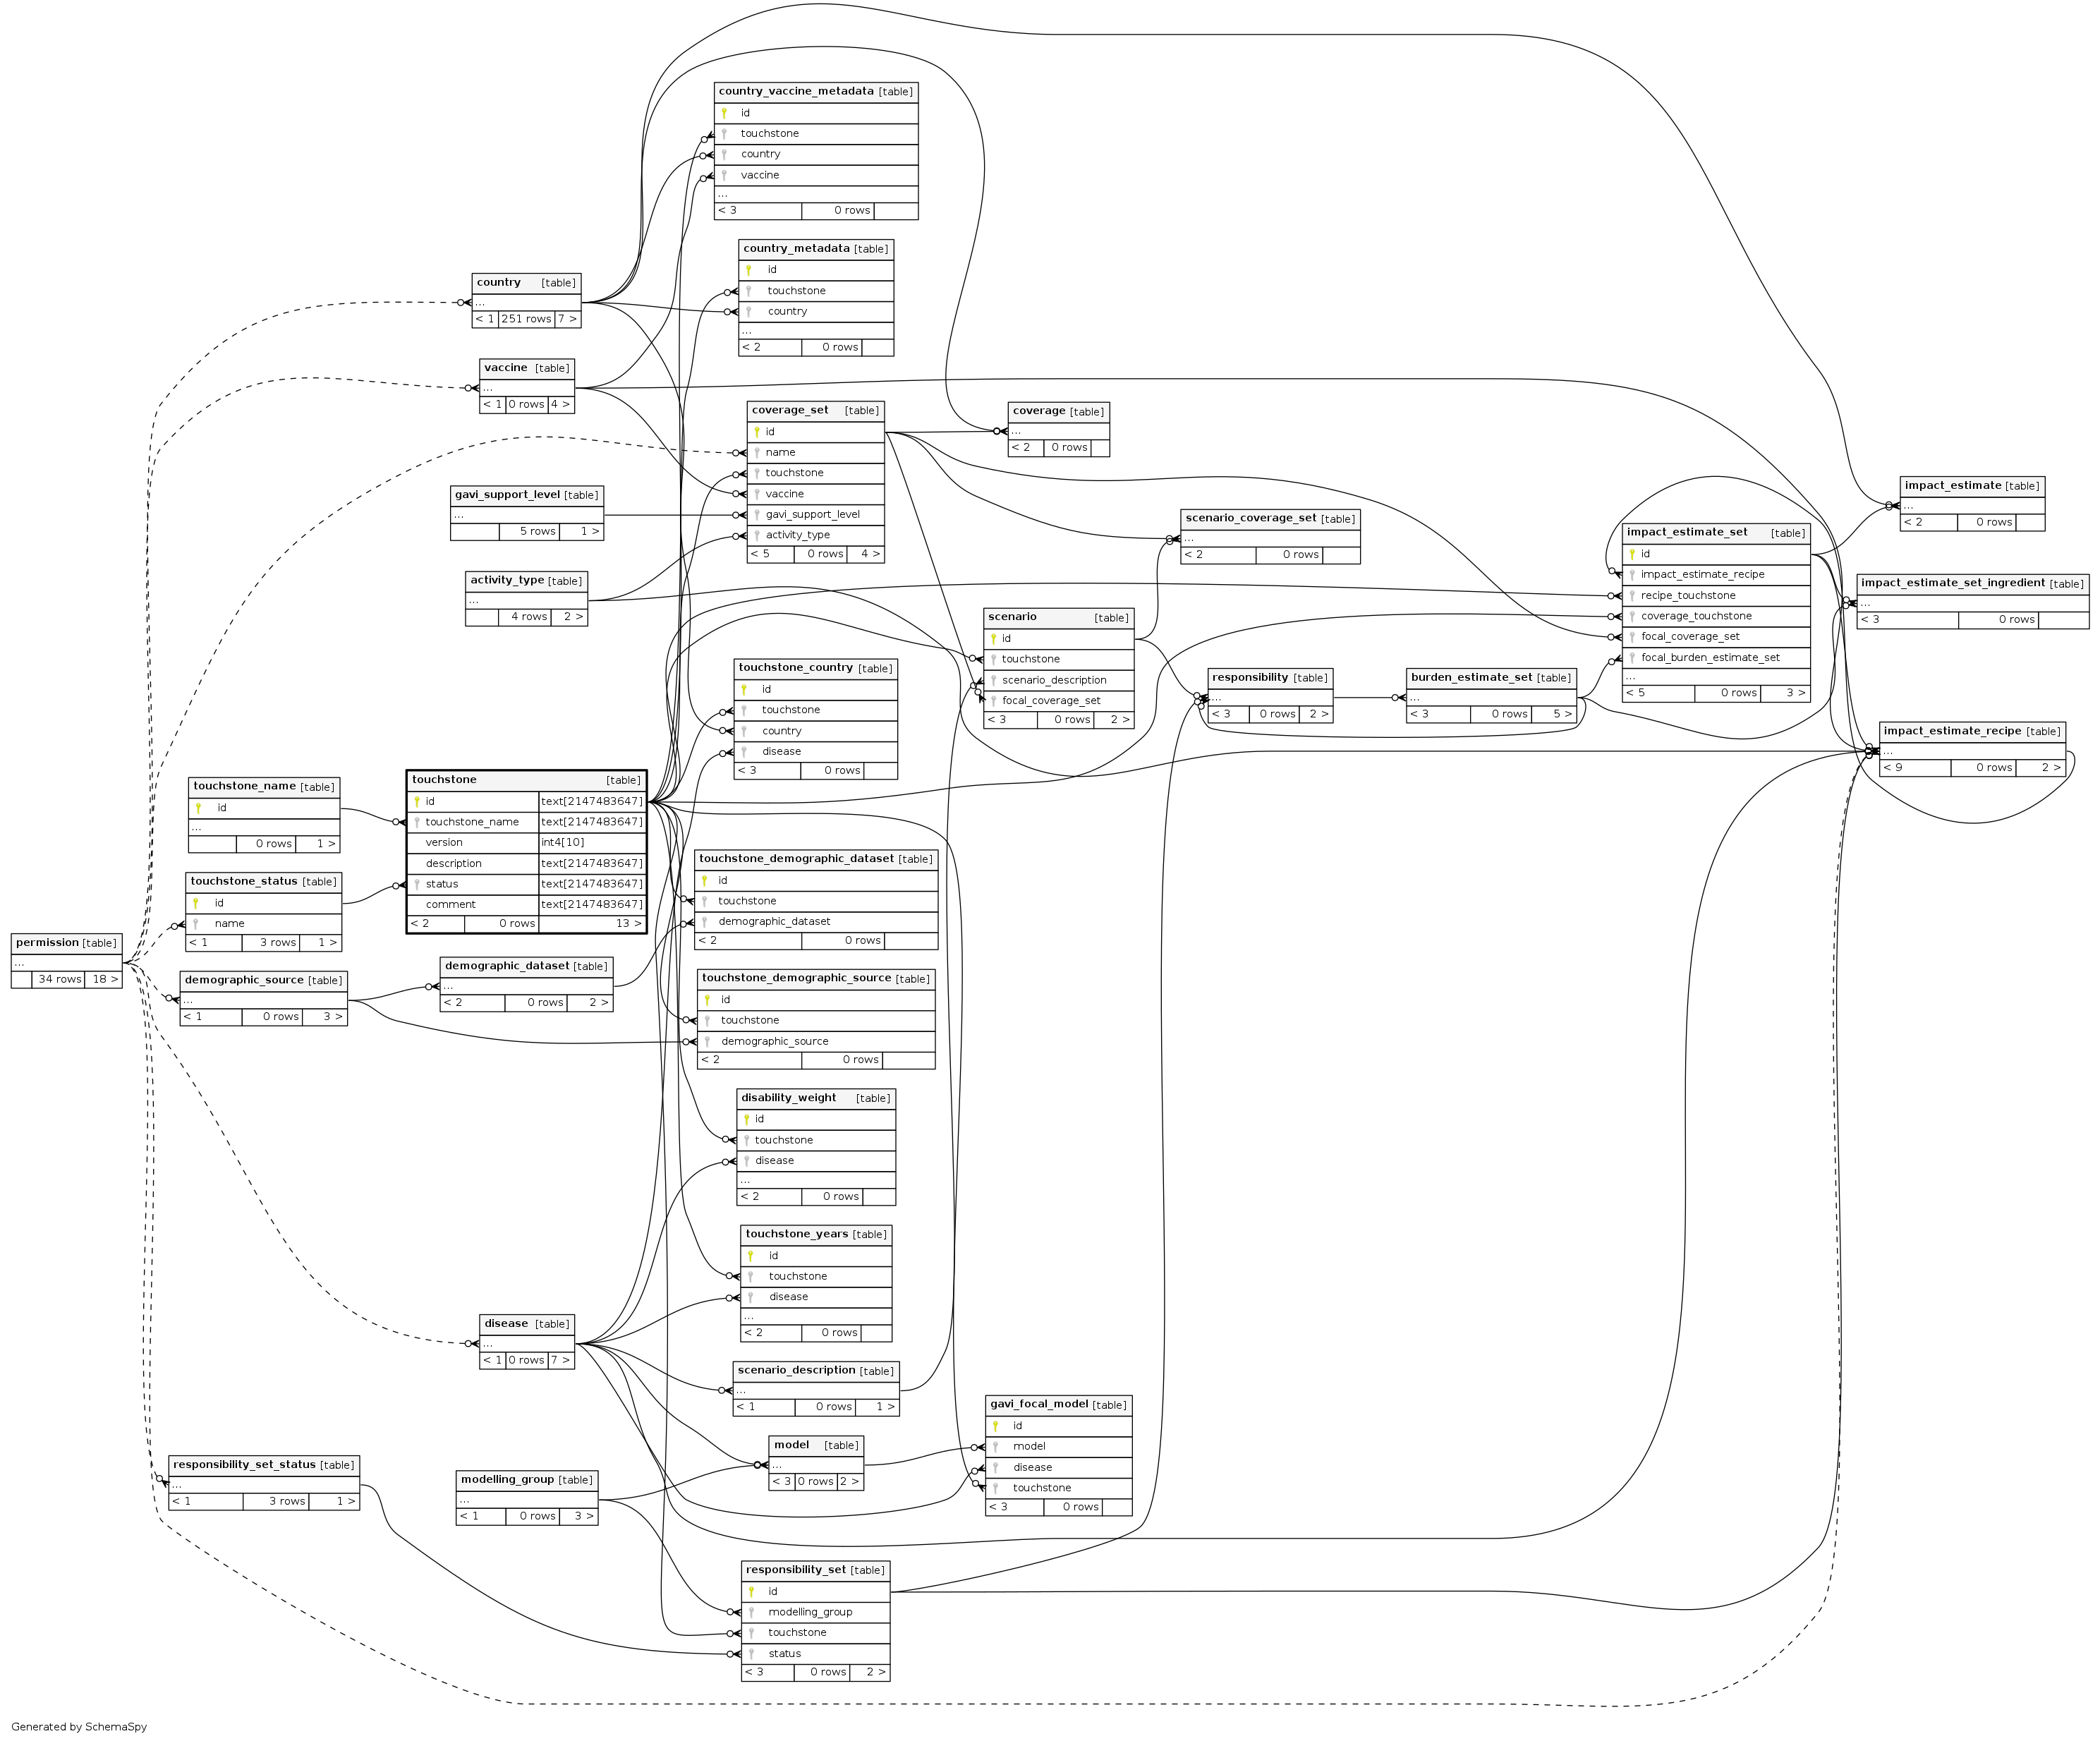 country_vaccine_metadata [table]
id
touchstone
country
vaccine
...
< 3 0 rows
country_metadata [table]
id
touchstone
country
...
< 2 0 rows
country [table]
...
< 1 251 rows 7 >
vaccine [table]
...
< 1 0 rows 4 >
coverage_set [table]
id
name
touchstone
vaccine
gavi_support_level
activity_type
< 5 0 rows 4 >
coverage [table]
...
< 2 0 rows
gavi_support_level [table]
...
5 rows 1 >
activity_type [table]
...
4 rows 2 >
scenario_coverage_set [table]
...
< 2 0 rows
impact_estimate [table]
...
< 2 0 rows
impact_estimate_set [table]
id
impact_estimate_recipe
recipe_touchstone
coverage_touchstone
focal_coverage_set
focal_burden_estimate_set
...
< 5 0 rows 3 >
impact_estimate_set_ingredient [table]
...
< 3 0 rows
scenario [table]
id
touchstone
scenario_description
focal_coverage_set
< 3 0 rows 2 >
responsibility [table]
...
< 3 0 rows 2 >
burden_estimate_set [table]
...
< 3 0 rows 5 >
impact_estimate_recipe [table]
...
< 9 0 rows 2 >
touchstone_country [table]
id
touchstone
country
disease
< 3 0 rows
touchstone_name [table]
id
...
0 rows 1 >
touchstone [table]
id text[2147483647]
touchstone_name text[2147483647]
version int4[10]
description text[2147483647]
status text[2147483647]
comment text[2147483647]
< 2 0 rows 13 >
touchstone_status [table]
id
name
< 1 3 rows 1 >
touchstone_demographic_dataset [table]
id
touchstone
demographic_dataset
< 2 0 rows
permission [table]
...
34 rows 18 >
demographic_source [table]
...
< 1 0 rows 3 >
demographic_dataset [table]
...
< 2 0 rows 2 >
touchstone_demographic_source [table]
id
touchstone
demographic_source
< 2 0 rows
disability_weight [table]
id
touchstone
disease
...
< 2 0 rows
touchstone_years [table]
id
touchstone
disease
...
< 2 0 rows
disease [table]
...
< 1 0 rows 7 >
scenario_description [table]
...
< 1 0 rows 1 >
gavi_focal_model [table]
id
model
disease
touchstone
< 3 0 rows
model [table]
...
< 3 0 rows 2 >
responsibility_set_status [table]
...
< 1 3 rows 1 >
modelling_group [table]
...
< 1 0 rows 3 >
responsibility_set [table]
id
modelling_group
touchstone
status
< 3 0 rows 2 >
Generated by SchemaSpy